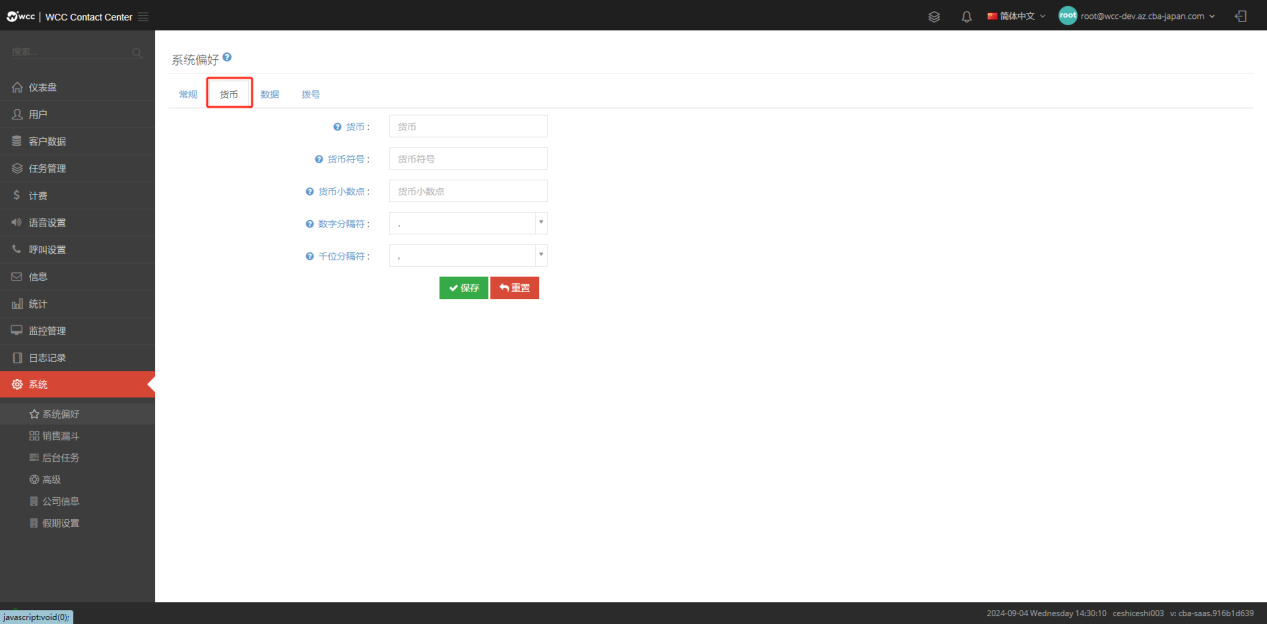 wcc | WCC Contact Center
简体中文
root
root@wcc-dev.az.cba-japan.com
搜索...
仪表盘
用户
客户数据
任务管理
计费
语音设置
呼叫设置
信息
统计
监控管理
日志记录
系统
系统偏好
销售漏斗
后台任务
高级
公司信息
假期设置
系统偏好
常规 货币 数据 拨号
货币： 货币
货币符号： 货币符号
货币小数点： 货币小数点
数字分隔符： .
千位分隔符： ,
保存 重置
javascript:void(0);
2024-09-04 Wednesday 14:30:10 ceshiceshi003 v: cba-saas.916b1d639